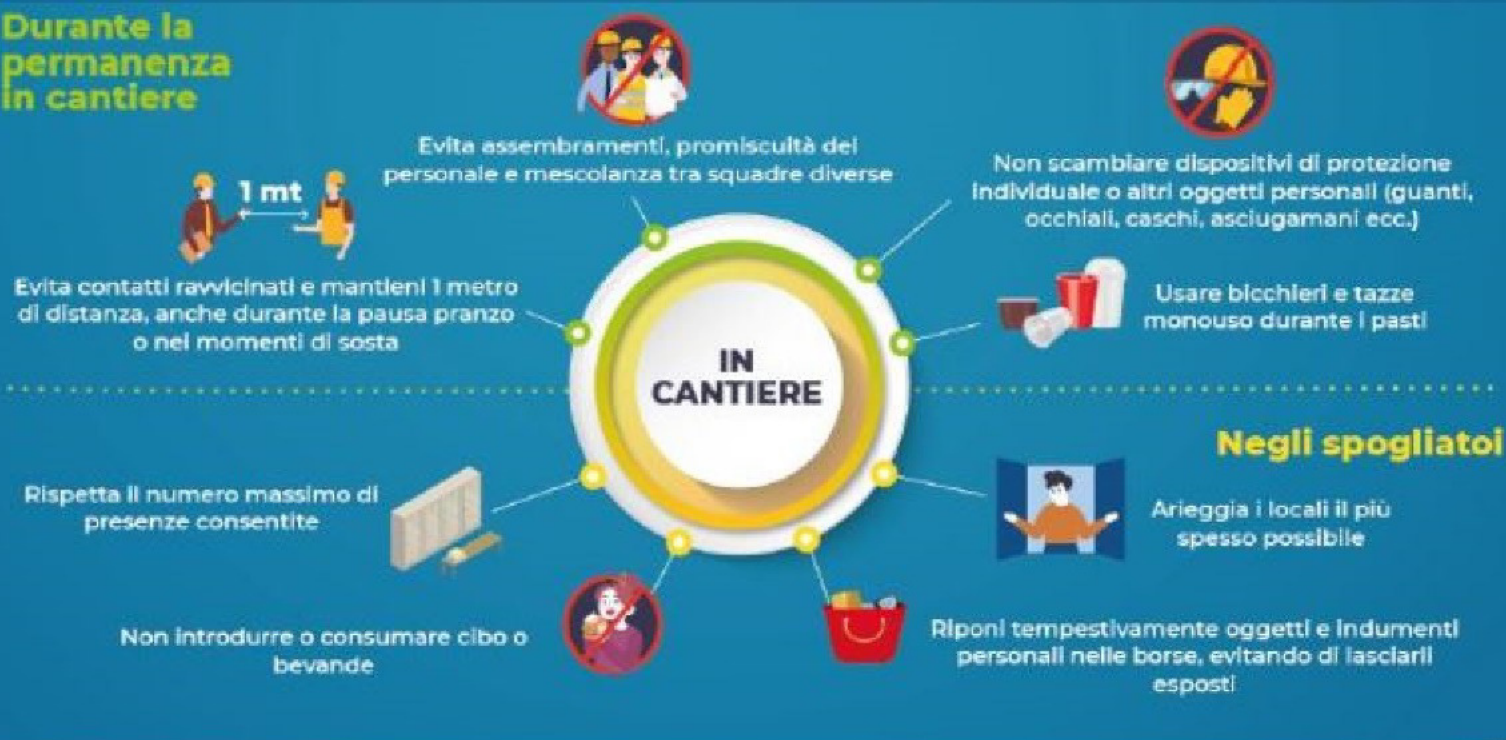 Durante la
permanenza
in cantiere
Evita assembramenti, promiscuità del
personale e mescolanza tra squadre diverse
Non scambiare dispositivi di protezione
individuale o altri oggetti personali (guanti,
occhiali, caschi, asciugamani ecc.)
1 mt
Evita contatti ravvicinati e mantieni 1 metro
di distanza, anche durante la pausa pranzo
o nei momenti di sosta
Usare bicchieri e tazze
monouso durante i pasti
IN
CANTIERE
Negli spogliatoi
Rispetta il numero massimo di
presenze consentite
Arieggia i locali il più
spesso possibile
Non introdurre o consumare cibo o
bevande
Riponi tempestivamente oggetti e indumenti
personali nelle borse, evitando di lasciarli
esposti